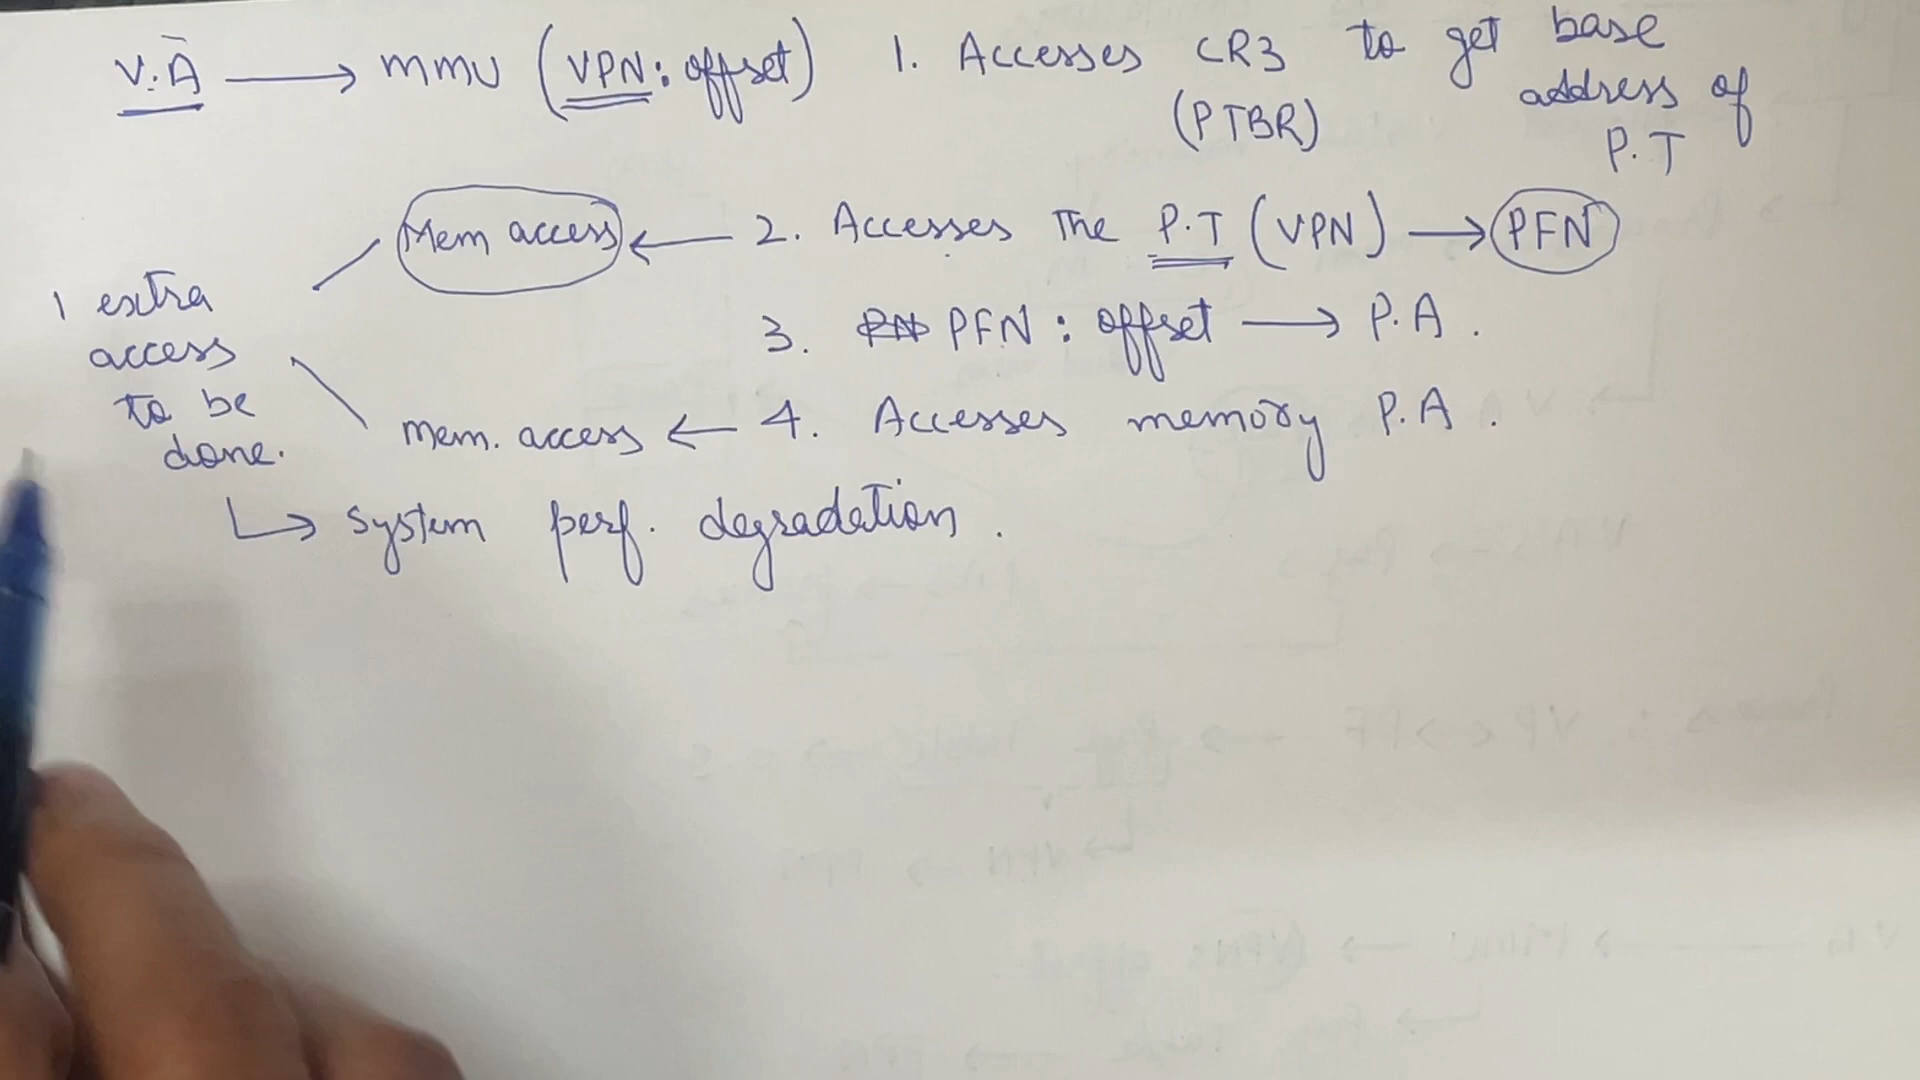 V.A → MMU (VPN : offset) 1. Accesses CR3 to get base
(PTBR) address of
P.T
Mem access ← 2. Accesses The P.T (VPN) → PFN
1 extra
access
to be
done.
3. PFN : offset → P.A.
Mem. access ← 4. Accesses memory P.A.
↳ System perf. degradation.